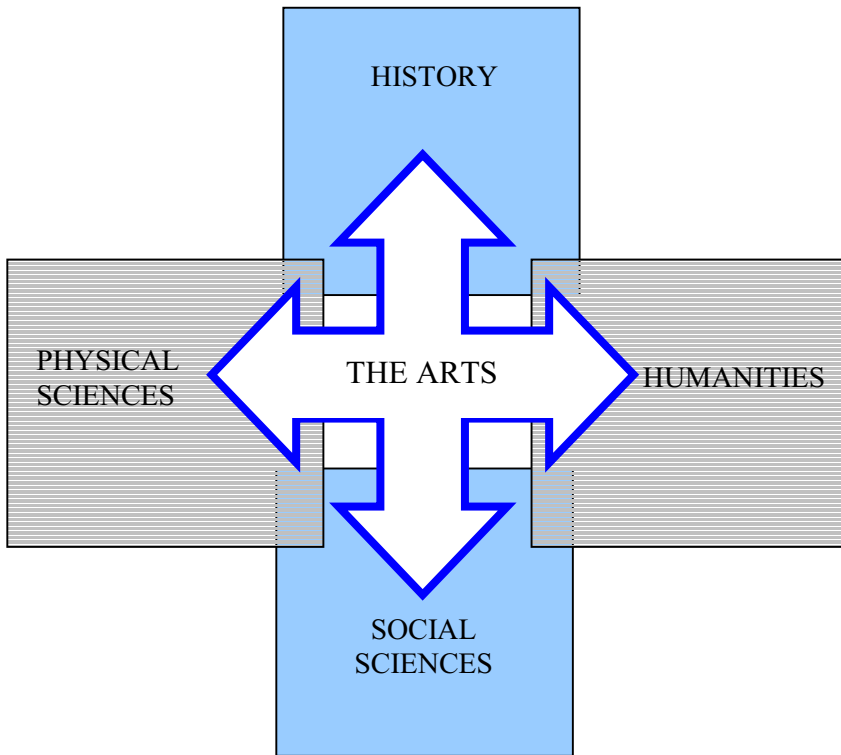 HISTORY
PHYSICAL
SCIENCES
THE ARTS
HUMANITIES
SOCIAL
SCIENCES